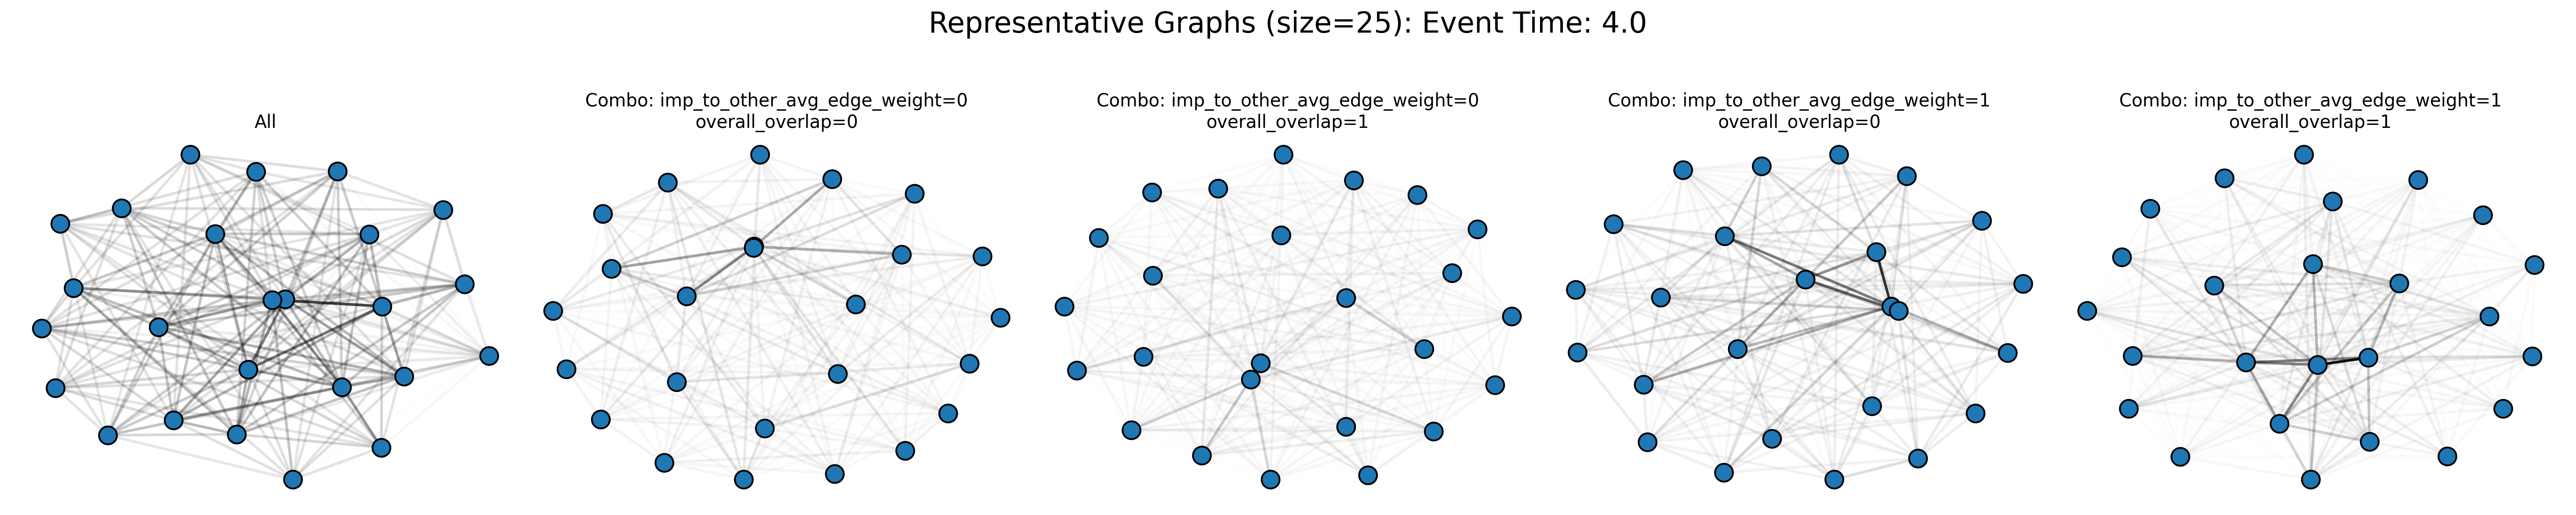 Representative Graphs (size=25): Event Time: 4.0
All
Combo: imp_to_other_avg_edge_weight=0
overall_overlap=0
Combo: imp_to_other_avg_edge_weight=0
overall_overlap=1
Combo: imp_to_other_avg_edge_weight=1
overall_overlap=0
Combo: imp_to_other_avg_edge_weight=1
overall_overlap=1